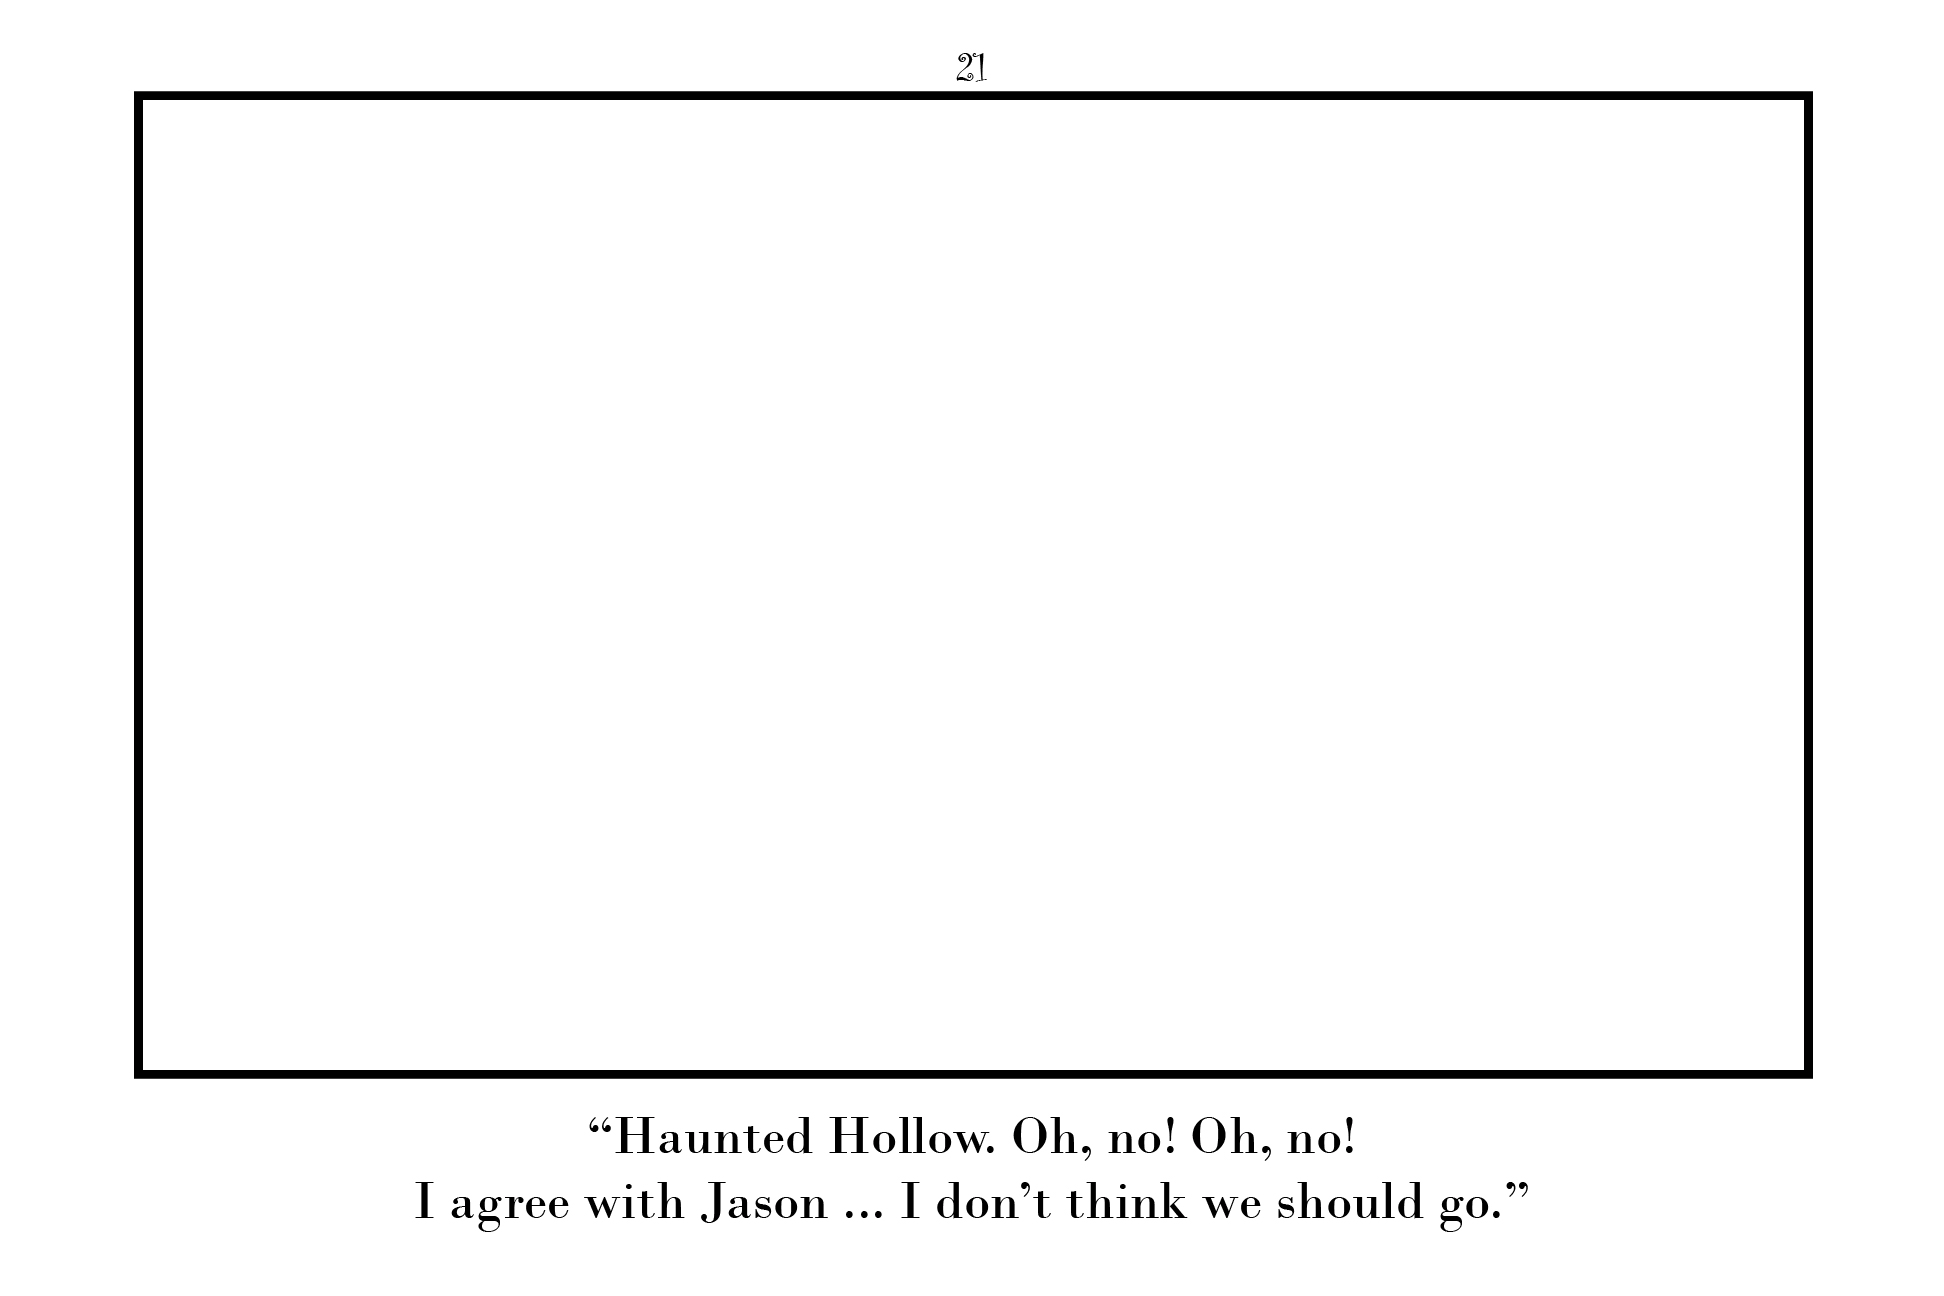 21
“Haunted Hollow. Oh, no! Oh, no!
I agree with Jason ... I don’t think we should go.”